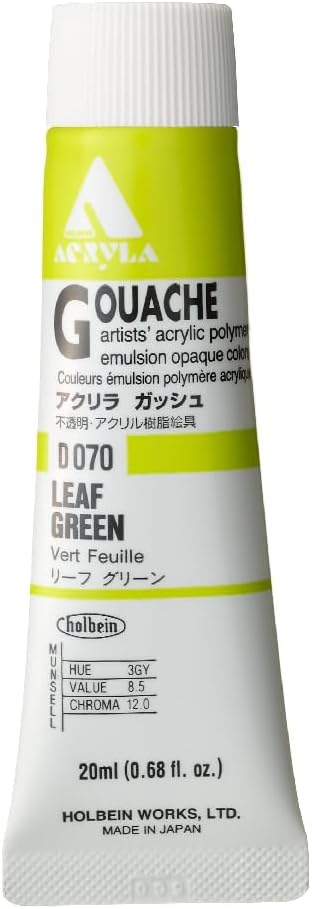 HOLBEIN
ACRYLA
GOUACHE
artists' acrylic polymer
emulsion opaque colors
Couleurs émulsion polymère acrylique
アクリラ ガッシュ
不透明・アクリル樹脂絵具
D 070
LEAF
GREEN
Vert Feuille
リーフ グリーン
holbein
MUNSELL
HUE 3GY
VALUE 8.5
CHROMA 12.0
20ml (0.68 fl. oz.)
HOLBEIN WORKS, LTD.
MADE IN JAPAN